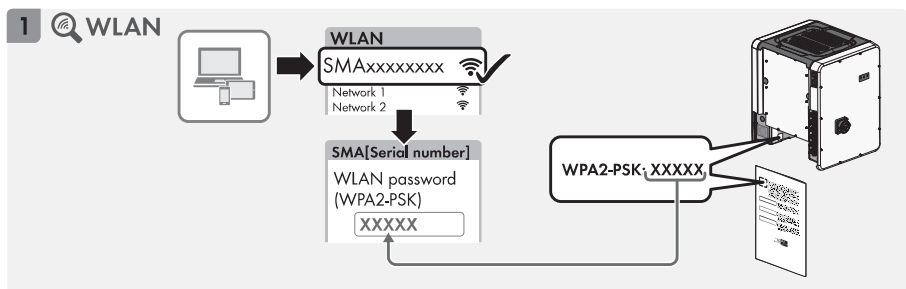 1 WLAN
WLAN
SMAxxxxxxxx
Network 1
Network 2
SMA[Serial number]
WLAN password
(WPA2-PSK)
XXXXX
WPA2-PSK: XXXXX